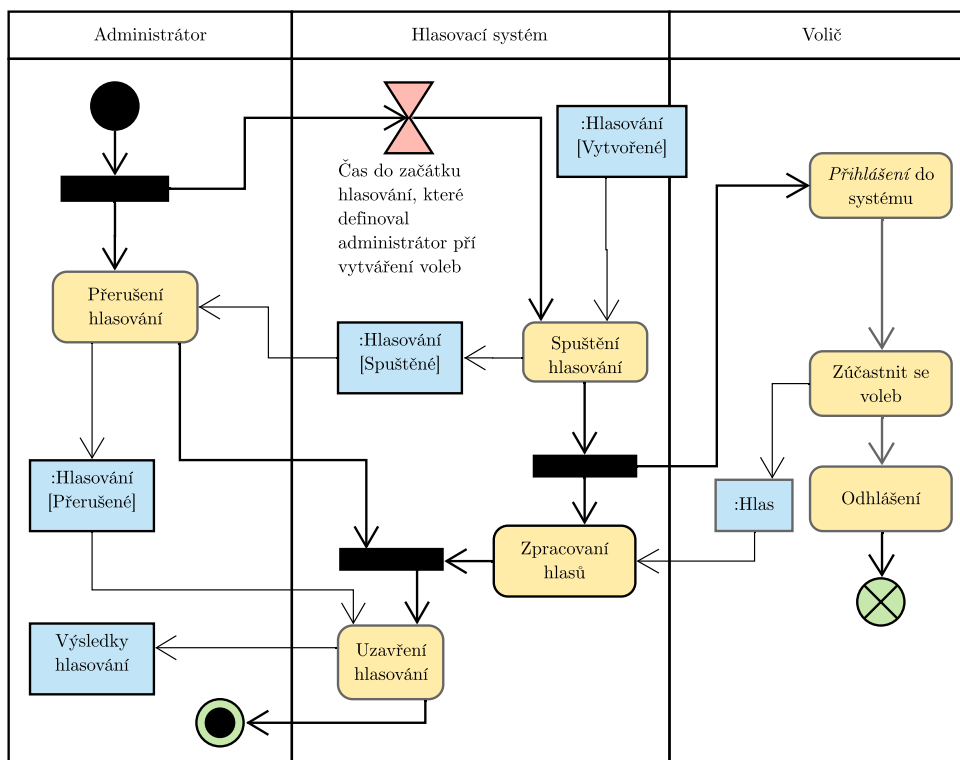 Administrátor
Hlasovací systém
Volič
:Hlasování
[Vytvořené]
Čas do začátku
hlasování, které
definoval
administrátor pří
vytváření voleb
Přihlášení do
systému
Přerušení
hlasování
:Hlasování
[Spuštěné]
Spuštění
hlasování
Zúčastnit se
voleb
:Hlasování
[Přerušené]
:Hlas
Odhlášení
Zpracovaní
hlasů
Výsledky
hlasování
Uzavření
hlasování